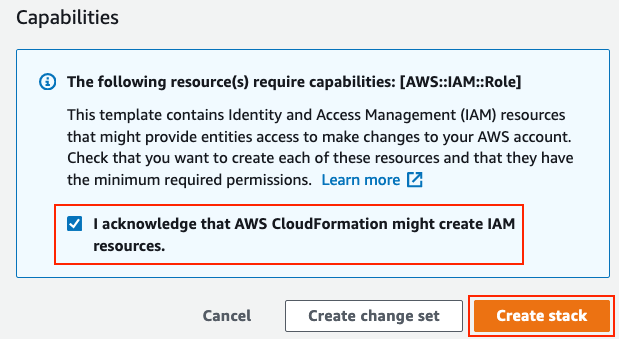 Capabilities
The following resource(s) require capabilities: [AWS::IAM::Role]
This template contains Identity and Access Management (IAM) resources
that might provide entities access to make changes to your AWS account.
Check that you want to create each of these resources and that they have
the minimum required permissions. Learn more
I acknowledge that AWS CloudFormation might create IAM
resources.
Cancel Create change set Create stack